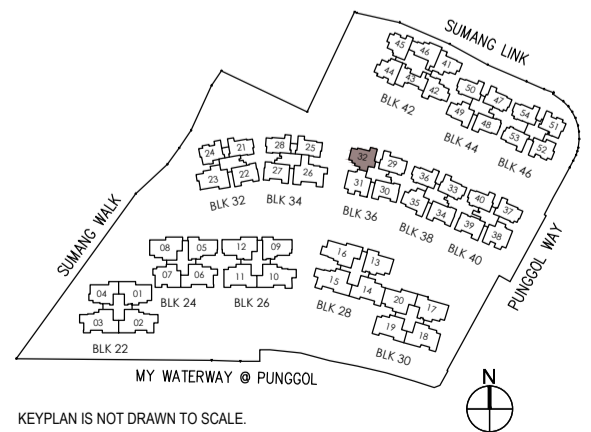 SUMANG LINK
45 46 41
44 43 42
BLK 42
50 47
49 48
BLK 44
54 51
53 52
BLK 46
24 21
23 22
BLK 32
28 25
27 26
BLK 34
32 29
31 30
BLK 36
36 33
35 34
BLK 38
40 37
39 38
BLK 40
SUMANG WALK
PUNGGOL WAY
08 05
07 06
BLK 24
12 09
11 10
BLK 26
16 13
15 14
BLK 28
20 17
19 18
BLK 30
04 01
03 02
BLK 22
MY WATERWAY @ PUNGGOL
N
KEYPLAN IS NOT DRAWN TO SCALE.